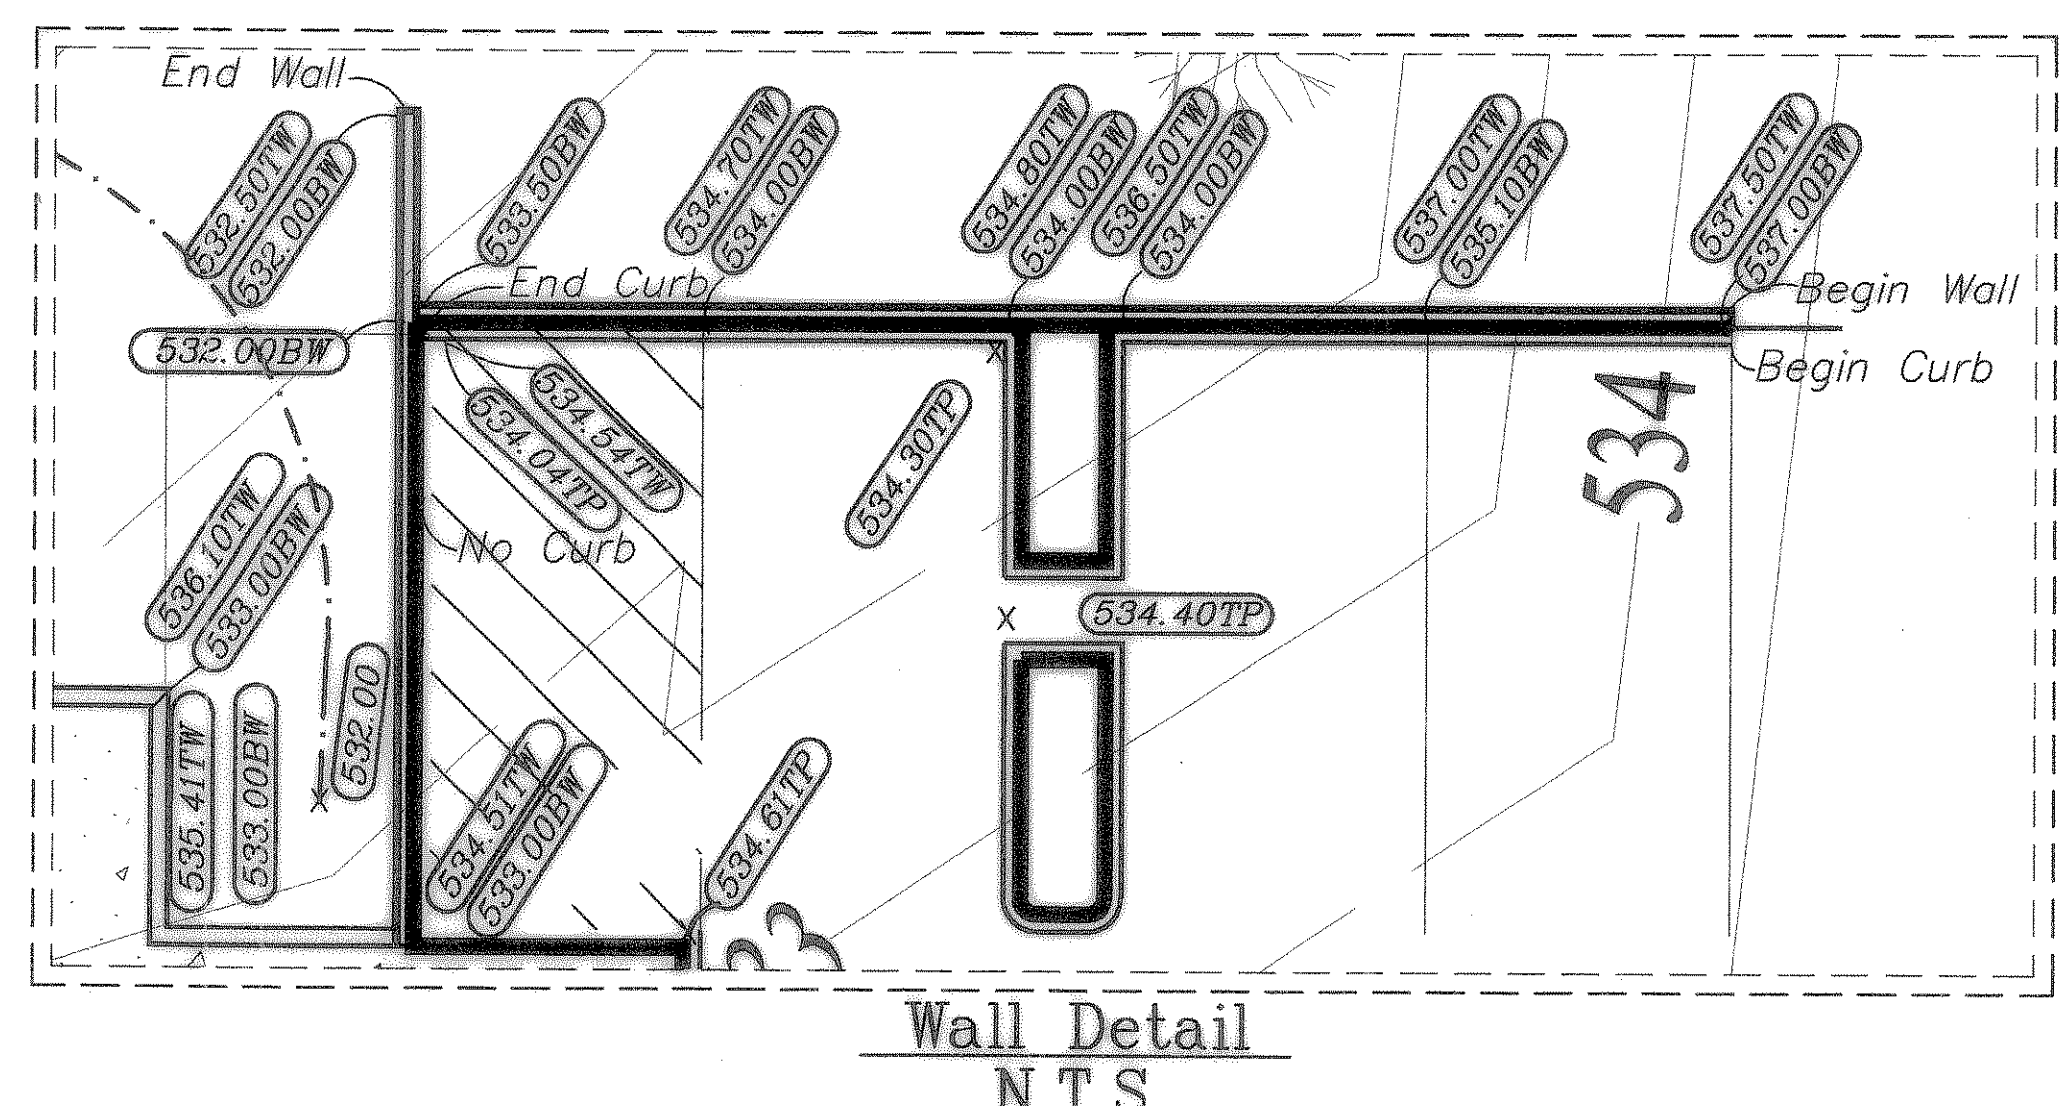 End Wall
532.50TW
532.00BW
533.50BW
534.70TW
534.00BW
534.80TW
534.00BW
536.50TW
534.00BW
537.00TW
535.10BW
537.50TW
537.00BW
End Curb
Begin Wall
532.00BW
Begin Curb
534.54TW
534.04TP
534.30TP
534
No Curb
536.10TW
533.00BW
X
X
534.40TP
535.41TW
533.00BW
532.00
X
534.51TW
533.00BW
534.61TP
Wall Detail
NTS